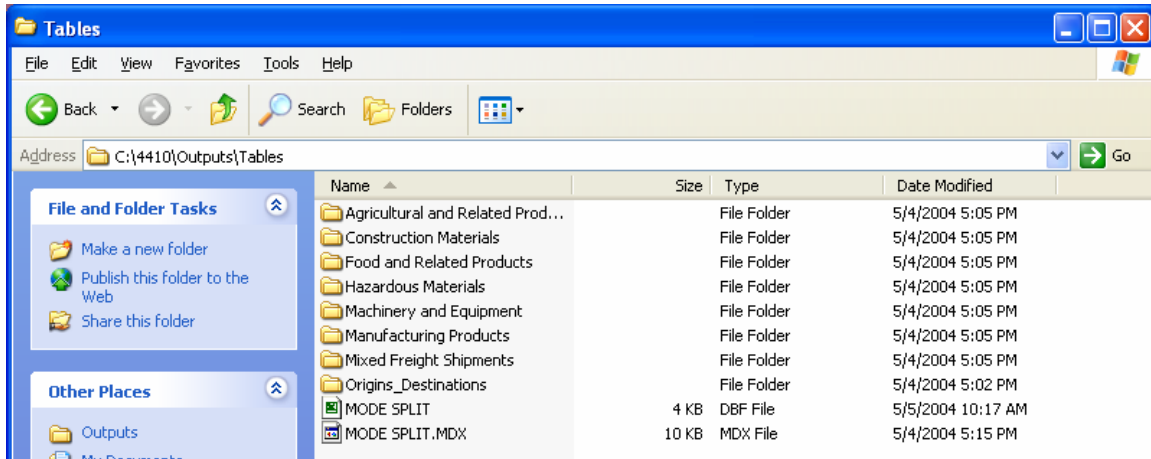 Tables
File Edit View Favorites Tools Help
Back Search Folders
Address C:\4410\Outputs\Tables Go
Name Size Type Date Modified
File and Folder Tasks
Make a new folder
Publish this folder to the
Web
Share this folder
Other Places
Outputs
My Documents
Agricultural and Related Prod... File Folder 5/4/2004 5:05 PM
Construction Materials File Folder 5/4/2004 5:05 PM
Food and Related Products File Folder 5/4/2004 5:05 PM
Hazardous Materials File Folder 5/4/2004 5:05 PM
Machinery and Equipment File Folder 5/4/2004 5:05 PM
Manufacturing Products File Folder 5/4/2004 5:05 PM
Mixed Freight Shipments File Folder 5/4/2004 5:05 PM
Origins_Destinations File Folder 5/4/2004 5:02 PM
MODE SPLIT 4 KB DBF File 5/5/2004 10:17 AM
MODE SPLIT.MDX 10 KB MDX File 5/4/2004 5:15 PM